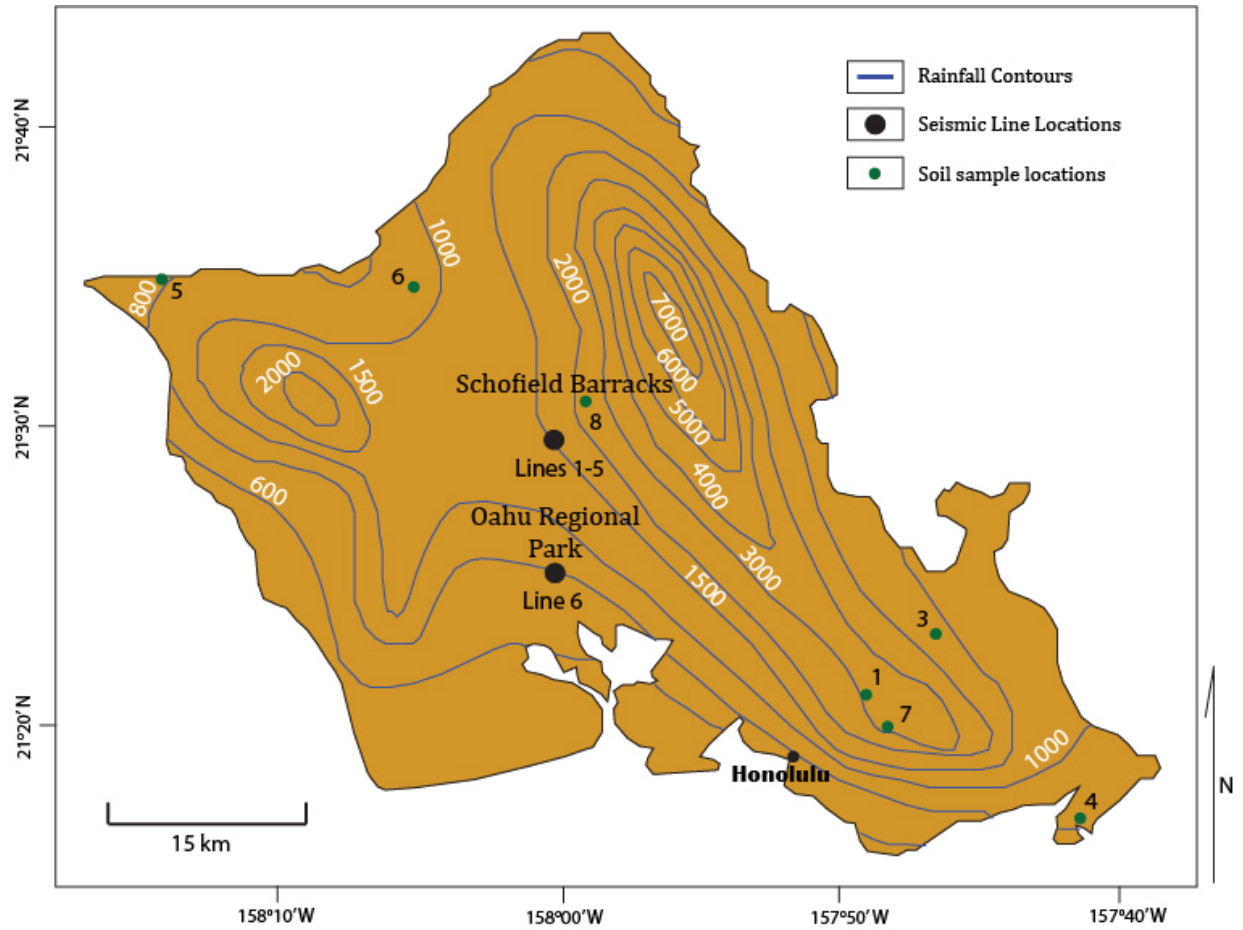 Rainfall Contours
Seismic Line Locations
Soil sample locations
21°40'N
21°30'N
21°20'N
1000
6
5
800
2000
7000
2000
1500
6000
Schofield Barracks
5000
8
Lines 1-5
4000
600
Oahu Regional
Park
3000
1500
Line 6
3
1
7
1000
Honolulu
4
N
15 km
158°10'W
158°00'W
157°50'W
157°40'W